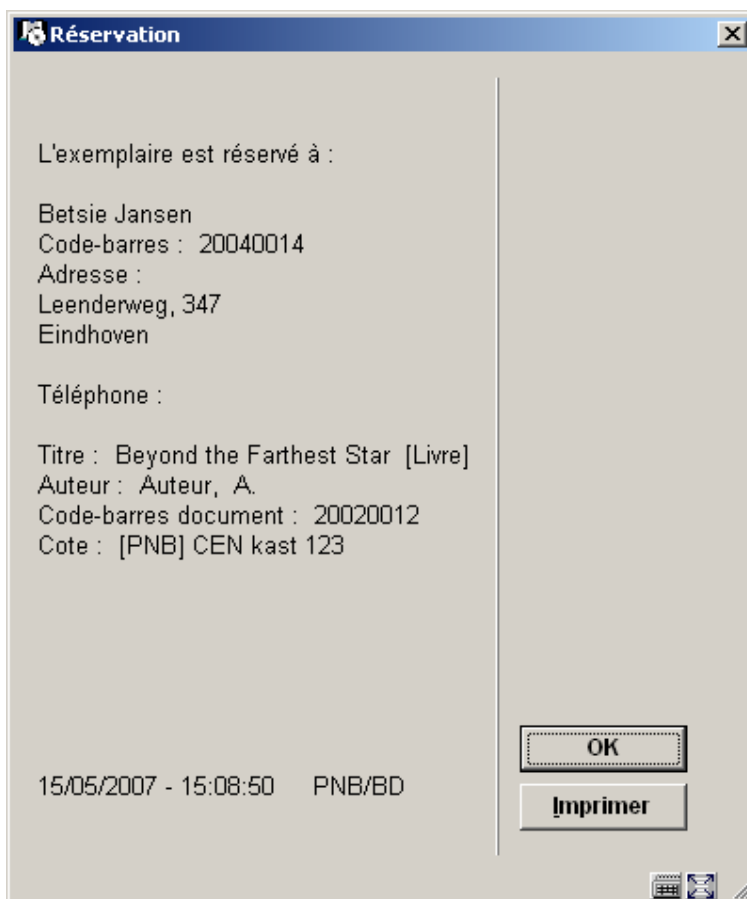 Réservation
L'exemplaire est réservé à :
Betsie Jansen
Code-barres : 20040014
Adresse :
Leenderweg, 347
Eindhoven
Téléphone :
Titre : Beyond the Farthest Star [Livre]
Auteur : Auteur, A.
Code-barres document : 20020012
Cote : [PNB] CEN kast 123
15/05/2007 - 15:08:50 PNB/BD
OK
Imprimer